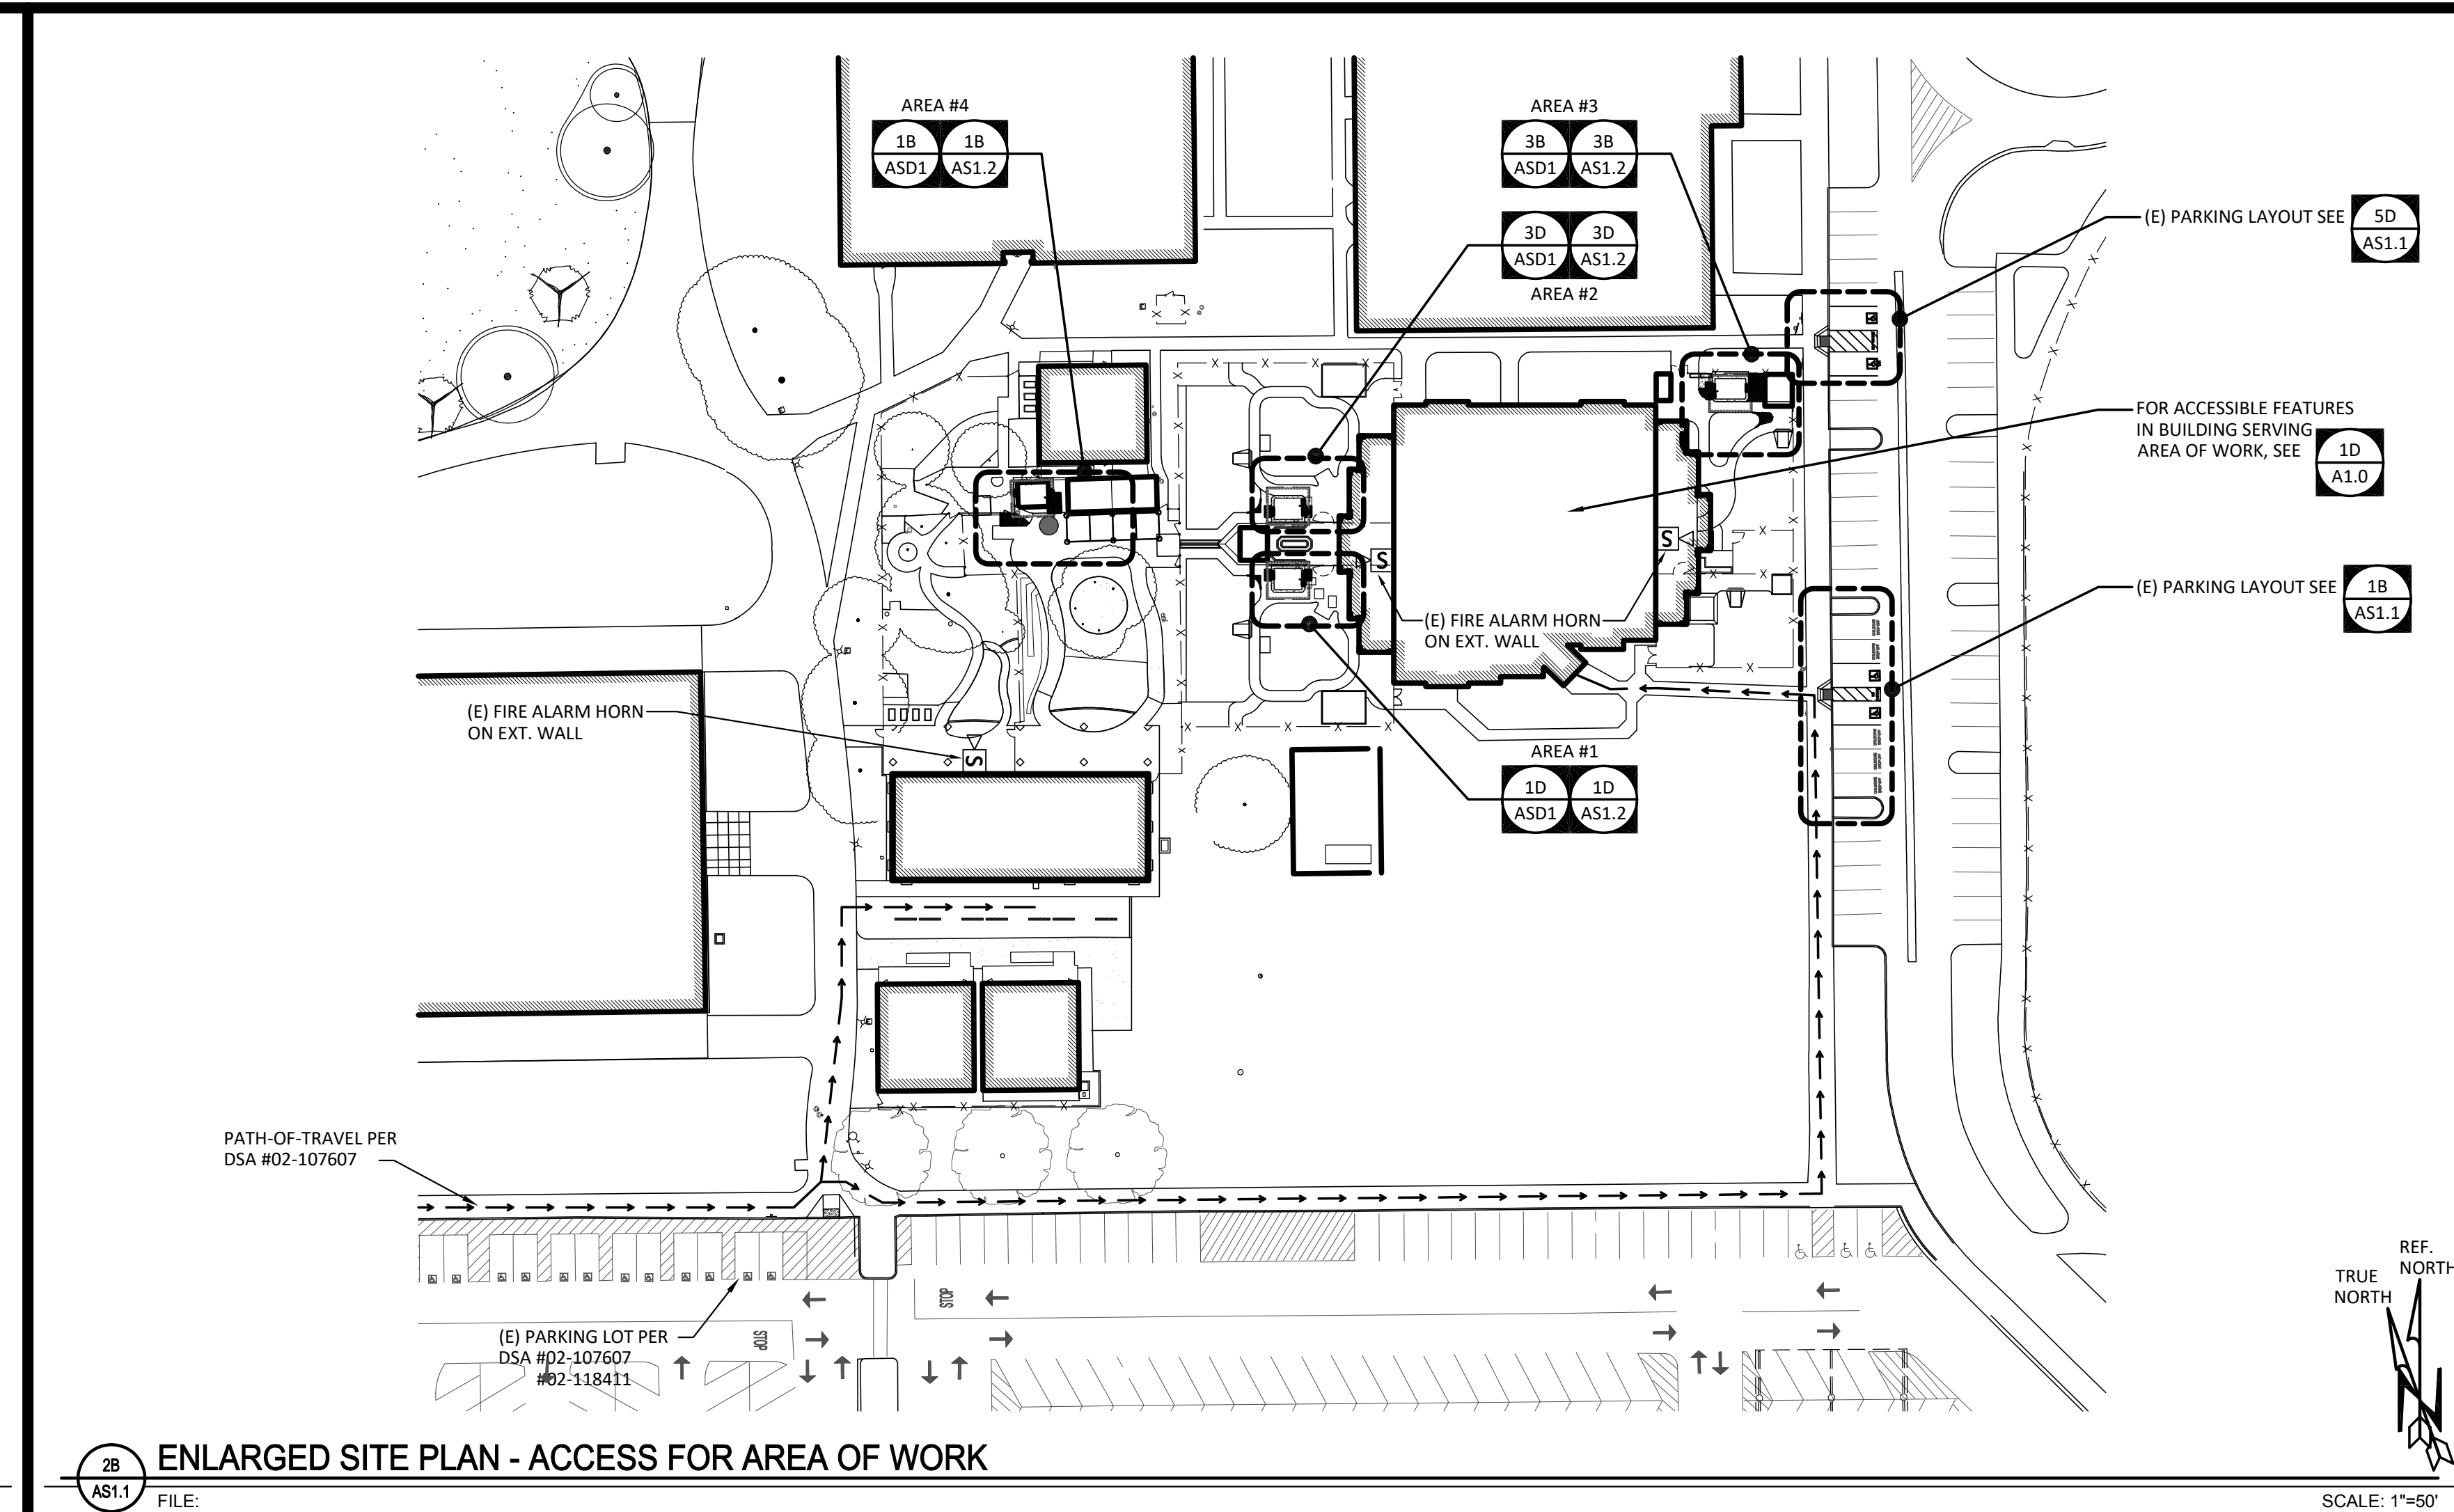 AREA #4
1B
ASD1
1B
AS1.2
AREA #3
3B
ASD1
3B
AS1.2
3D
ASD1
3D
AS1.2
AREA #2
(E) PARKING LAYOUT SEE
5D
AS1.1
FOR ACCESSIBLE FEATURES
IN BUILDING SERVING
AREA OF WORK, SEE
1D
A1.0
S
S
(E) FIRE ALARM HORN
ON EXT. WALL
(E) PARKING LAYOUT SEE
1B
AS1.1
(E) FIRE ALARM HORN
ON EXT. WALL
S
AREA #1
1D
ASD1
1D
AS1.2
PATH-OF-TRAVEL PER
DSA #02-107607
STOP
STOP
(E) PARKING LOT PER
DSA #02-107607
#02-118411
REF.
NORTH
TRUE
NORTH
N
2B
AS1.1
ENLARGED SITE PLAN - ACCESS FOR AREA OF WORK
FILE:
SCALE: 1"=50'